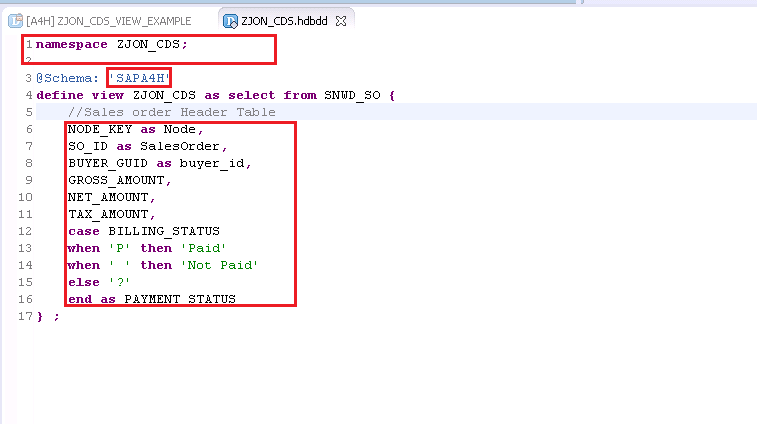 [A4H] ZJON_CDS_VIEW_EXAMPLE ZJON_CDS.hdbdd
1 namespace ZJON_CDS;
2
3 @Schema: 'SAPA4H'
4 define view ZJON_CDS as select from SNWD_SO {
5 //Sales order Header Table
6 NODE_KEY as Node,
7 SO_ID as SalesOrder,
8 BUYER_GUID as buyer_id,
9 GROSS_AMOUNT,
10 NET_AMOUNT,
11 TAX_AMOUNT,
12 case BILLING_STATUS
13 when 'P' then 'Paid'
14 when ' ' then 'Not Paid'
15 else '?'
16 end as PAYMENT_STATUS
17 } ;